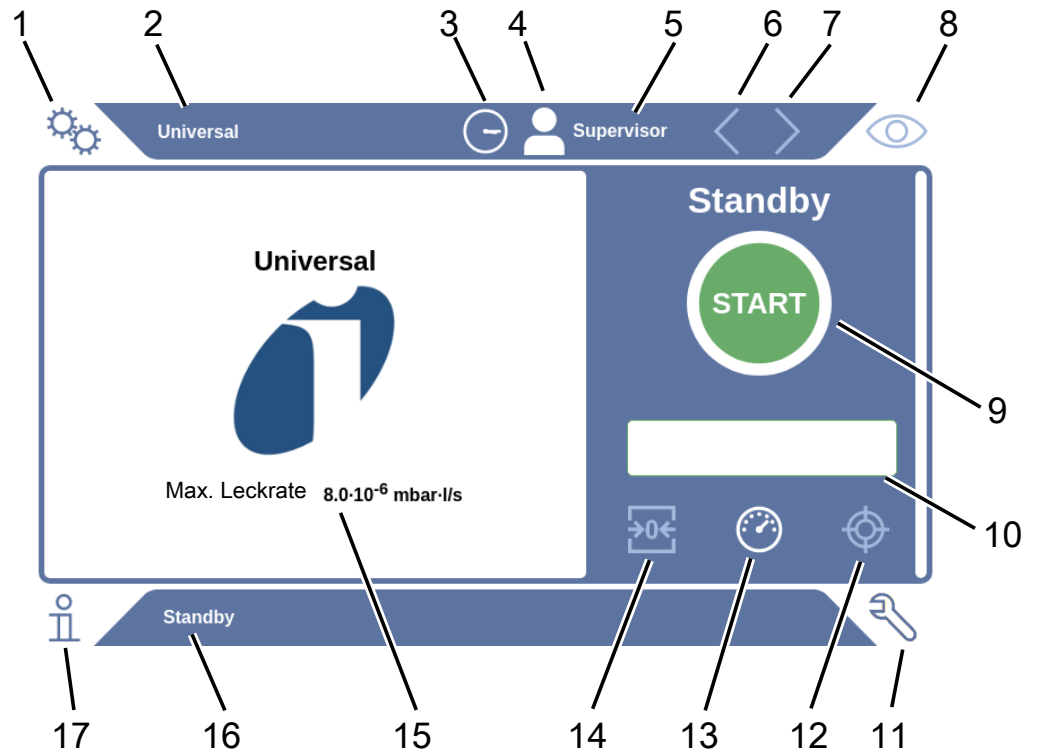 1 2 3 4 5 6 7 8
Universal Supervisor
Standby
Universal
START
9
Max. Leckrate 8.0·10⁻⁶ mbar·l/s
10
→0←
Standby
17 16 15 14 13 12 11